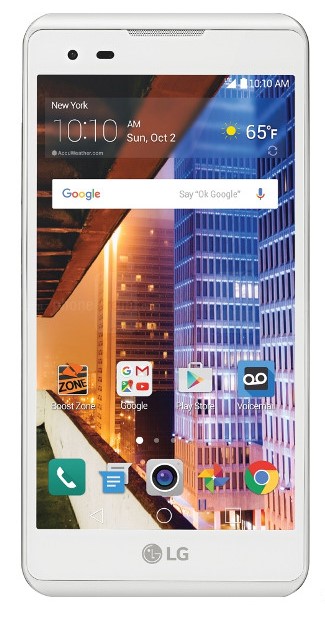 10:10 AM
New York
10:10 AM
Sun, Oct 2
65°F
AccuWeather.com
Google
Say "Ok Google"
ZONE
G M
Boost Zone
Google
Play Store
Voicemail
LG